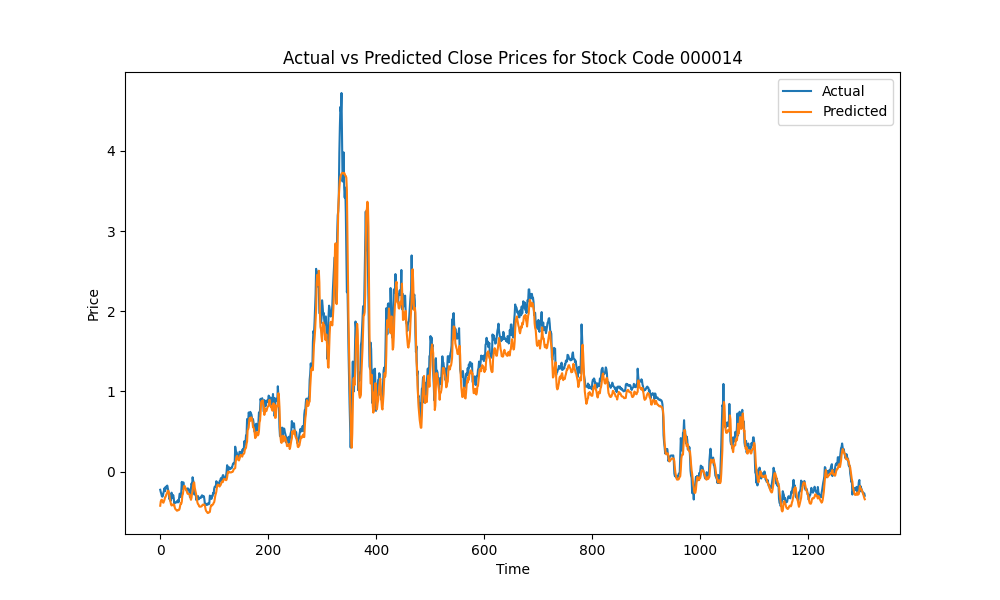 Actual vs Predicted Close Prices for Stock Code 000014
Actual
Predicted
Price
4
3
2
1
0
0 200 400 600 800 1000 1200
Time